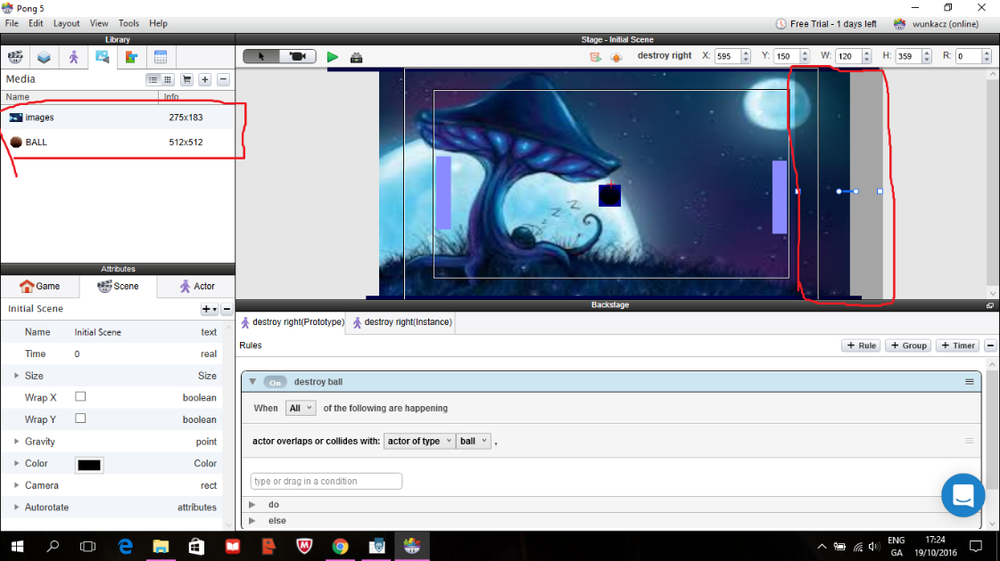 Pong 5
File Edit Layout View Tools Help
Free Trial - 1 days left wunkacz (online)
Library
Stage - Initial Scene
destroy right X: 595 Y: 150 W: 120 H: 359 R: 0
Media
Name Info
images 275x183
BALL 512x512
Attributes
Game Scene Actor
Initial Scene
Name Initial Scene text
Time 0 real
Size Size
Wrap X boolean
Wrap Y boolean
Gravity point
Color Color
Camera rect
Autorotate attributes
Z Z Z
Backstage
destroy right(Prototype) destroy right(Instance)
Rules
+ Rule + Group + Timer
On destroy ball
When All of the following are happening
actor overlaps or collides with: actor of type ball ,
type or drag in a condition
do
else
ENG
GA
17:24
19/10/2016